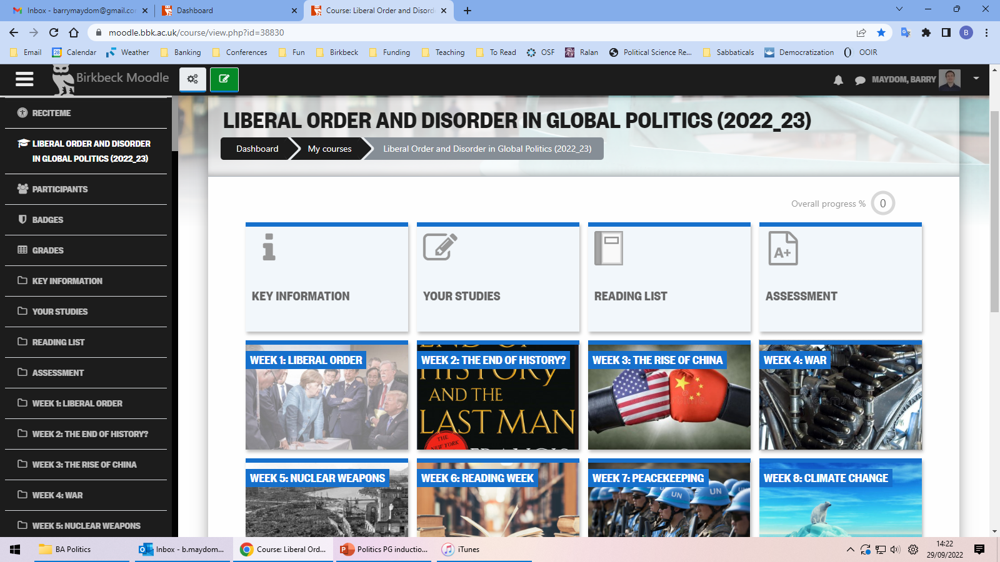 Inbox - barrymaydom@gmail.co
Dashboard
Course: Liberal Order and Disord
moodle.bbk.ac.uk/course/view.php?id=38830
B
Email
28
Calendar
Weather
Banking
Conferences
Fun
Birkbeck
Funding
Teaching
To Read
OSF
Ralan
Political Science Re...
Sabbaticals
Democratization
OOIR
Birkbeck Moodle
MAYDOM, BARRY
RECITEME
LIBERAL ORDER AND DISORDER
IN GLOBAL POLITICS (2022_23)
PARTICIPANTS
BADGES
GRADES
KEY INFORMATION
YOUR STUDIES
READING LIST
ASSESSMENT
WEEK 1: LIBERAL ORDER
WEEK 2: THE END OF HISTORY?
WEEK 3: THE RISE OF CHINA
WEEK 4: WAR
WEEK 5: NUCLEAR WEAPONS
LIBERAL ORDER AND DISORDER IN GLOBAL POLITICS (2022_23)
Dashboard
My courses
Liberal Order and Disorder in Global Politics (2022_23)
Overall progress %
0
KEY INFORMATION
YOUR STUDIES
READING LIST
A+
ASSESSMENT
WEEK 1: LIBERAL ORDER
END OF
WEEK 2: THE END OF HISTORY?
HISTORY
AND THE
LAST MAN
THE
NEW YORK
FRANCIS
WEEK 3: THE RISE OF CHINA
WEEK 4: WAR
WEEK 5: NUCLEAR WEAPONS
WEEK 6: READING WEEK
WEEK 7: PEACEKEEPING
UN
UN
WEEK 8: CLIMATE CHANGE
BA Politics
Inbox - b.maydom...
Course: Liberal Ord...
Politics PG inductio...
iTunes
14:22
29/09/2022